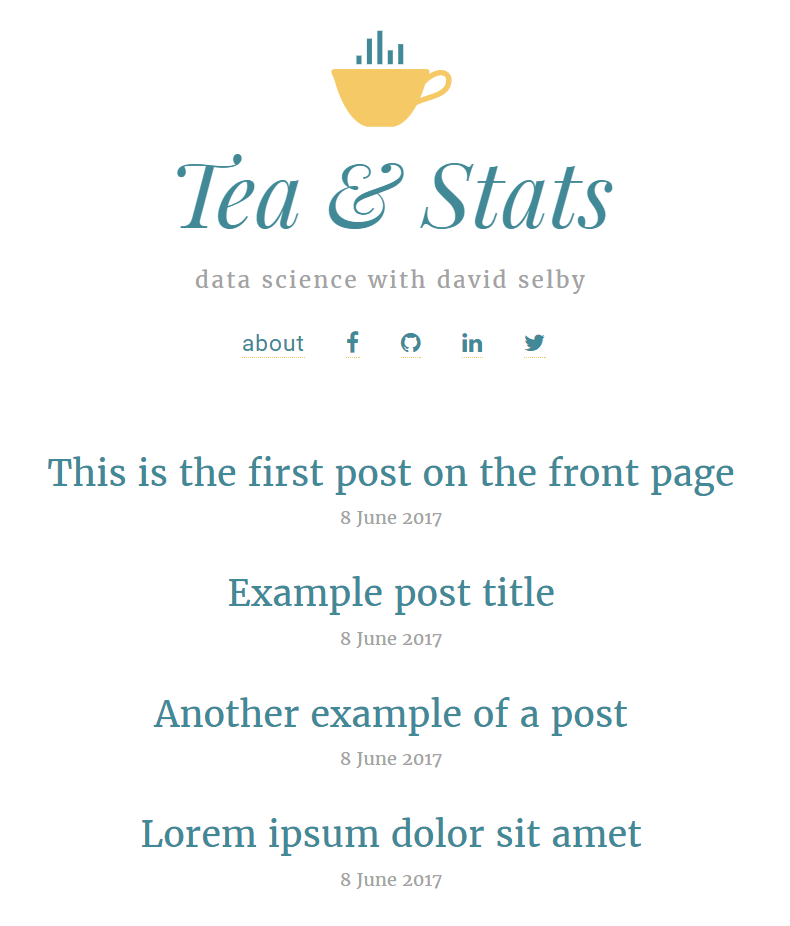 Tea & Stats
data science with david selby
about
This is the first post on the front page
8 June 2017
Example post title
8 June 2017
Another example of a post
8 June 2017
Lorem ipsum dolor sit amet
8 June 2017